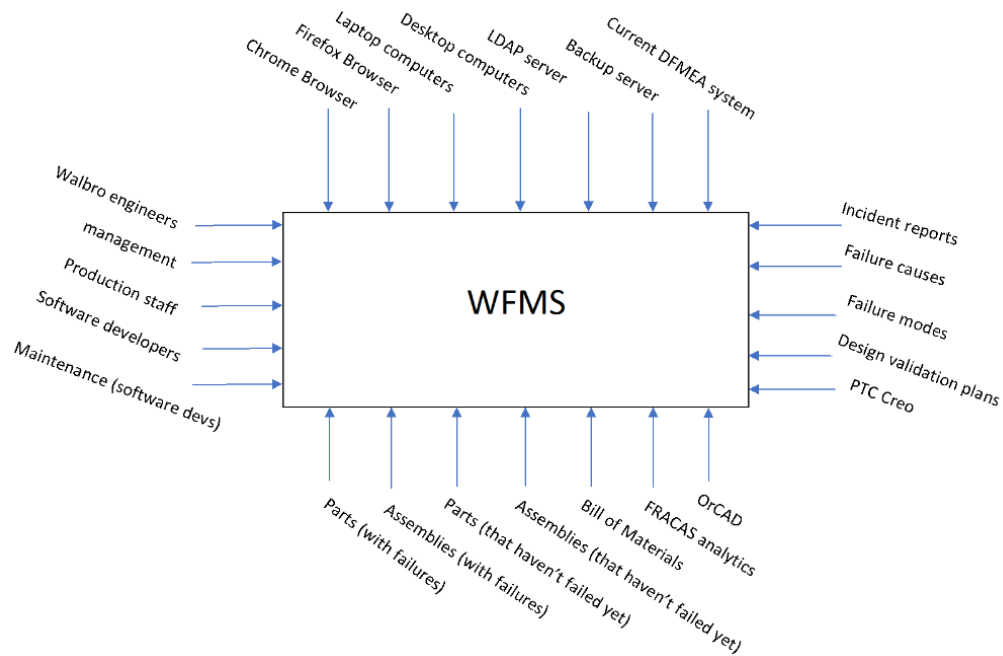 Chrome Browser
Firefox Browser
Laptop computers
Desktop computers
LDAP server
Backup server
Current DFMEA system
Walbro engineers
management
Production staff
Software developers
Maintenance (software devs)
WFMS
Incident reports
Failure causes
Failure modes
Design validation plans
PTC Creo
Parts (with failures)
Assemblies (with failures)
Parts (that haven't failed yet)
Assemblies (that haven't failed yet)
Bill of Materials
FRACAS analytics
OrCAD